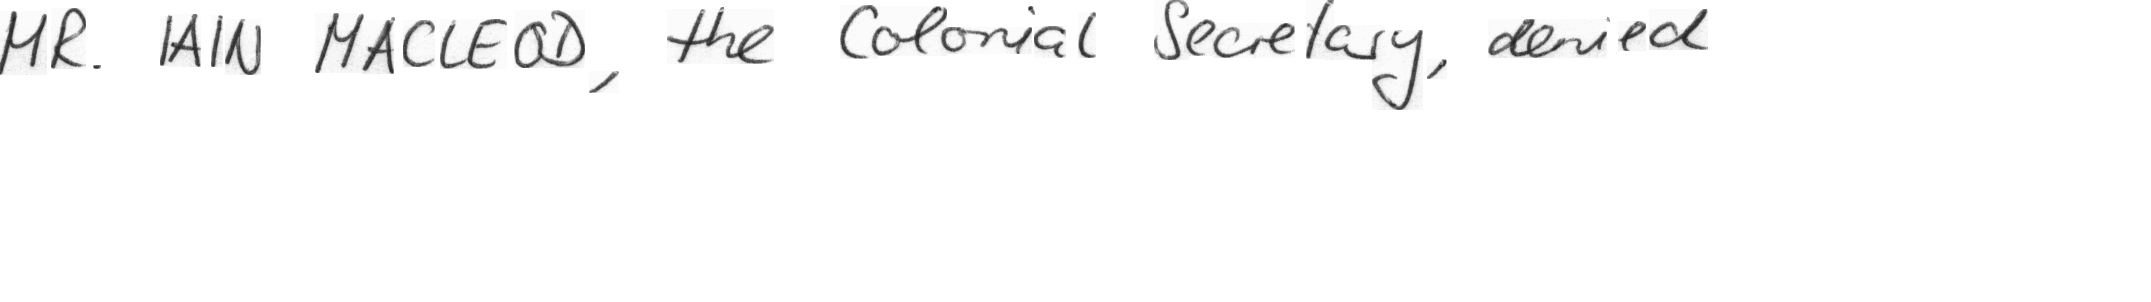 MR. IAIN MACLEOD, the Colonial Secretary, denied